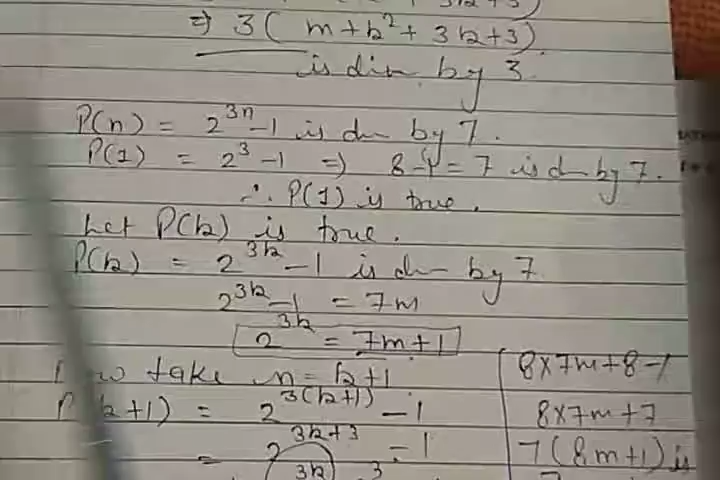 ⇒ 3( m+k²+ 3k+3)
is div by 3
P(n) = 2^{3n}-1 is div by 7.
P(1) = 2^3 -1 ⇒ 8-1 = 7 is div by 7.
∴ P(1) is true.
Let P(k) is true.
P(k) = 2^{3k} -1 is div by 7
2^{3k}-1 = 7m
2^{3k} = 7m+1
take n = k+1
P(k+1) = 2^{3(k+1)} -1
= 2^{3k+3} -1
8×7m+8-1
8×7m+7
7(8m+1) is